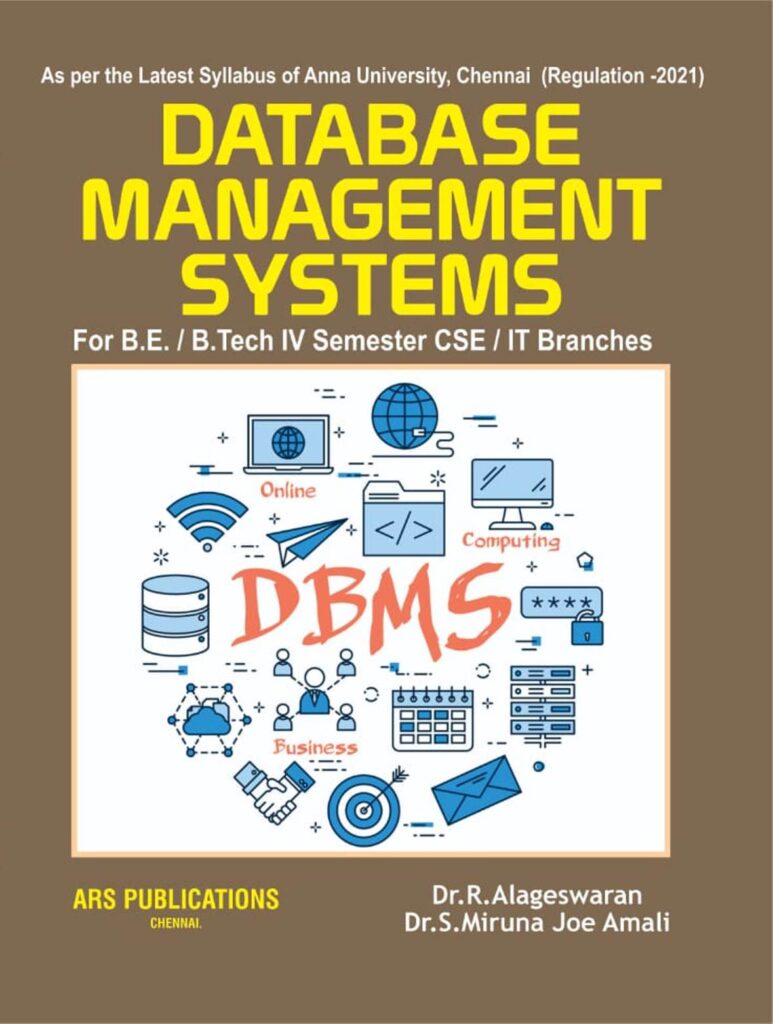 As per the Latest Syllabus of Anna University, Chennai (Regulation -2021)
DATABASE
MANAGEMENT
SYSTEMS
For B.E. / B.Tech IV Semester CSE / IT Branches
Online
</>
Computing
DBMS
****
Business
ARS PUBLICATIONS
CHENNAI.
Dr.R.Alageswaran
Dr.S.Miruna Joe Amali